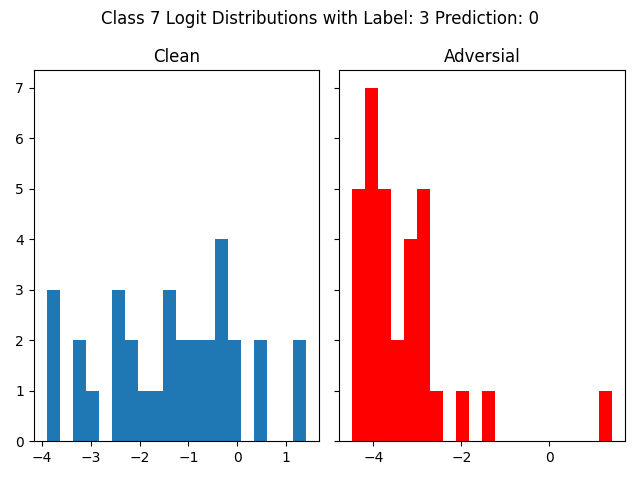 Class 7 Logit Distributions with Label: 3 Prediction: 0
Clean
Adversial
7
6
5
4
3
2
1
0
−4 −3 −2 −1 0 1
−4 −2 0